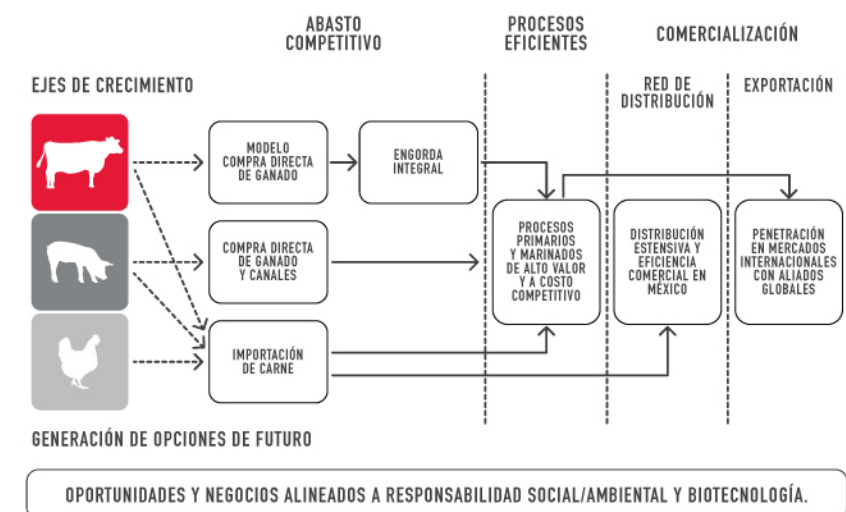 ABASTO
COMPETITIVO
PROCESOS
EFICIENTES
COMERCIALIZACIÓN
EJES DE CRECIMIENTO
RED DE
DISTRIBUCIÓN
EXPORTACIÓN
MODELO
COMPRA DIRECTA
DE GANADO
ENGORDA
INTEGRAL
COMPRA DIRECTA
DE GANADO
Y CANALES
IMPORTACIÓN
DE CARNE
PROCESOS
PRIMARIOS
Y MARINADOS
DE ALTO VALOR
Y A COSTO
COMPETITIVO
DISTRIBUCIÓN
ESTENSIVA Y
EFICIENCIA
COMERCIAL EN
MÉXICO
PENETRACIÓN
EN MERCADOS
INTERNACIONALES
CON ALIADOS
GLOBALES
GENERACIÓN DE OPCIONES DE FUTURO
OPORTUNIDADES Y NEGOCIOS ALINEADOS A RESPONSABILIDAD SOCIAL/AMBIENTAL Y BIOTECNOLOGÍA.